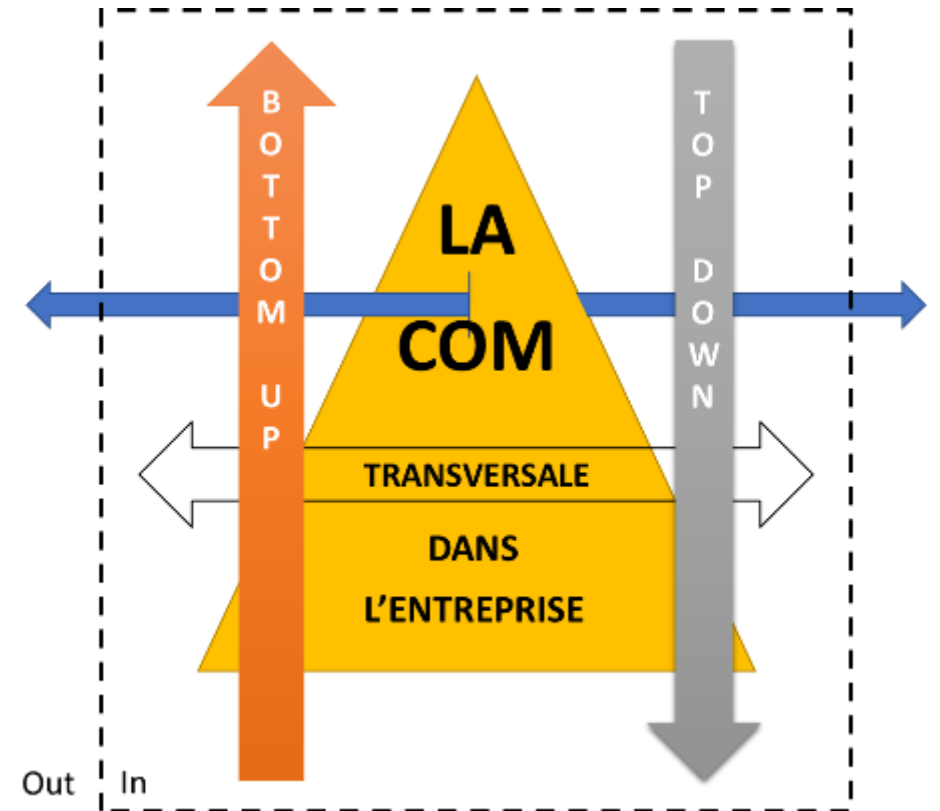 BOTTOM UP
TOP DOWN
LA
COM
TRANSVERSALE
DANS
L'ENTREPRISE
Out
In